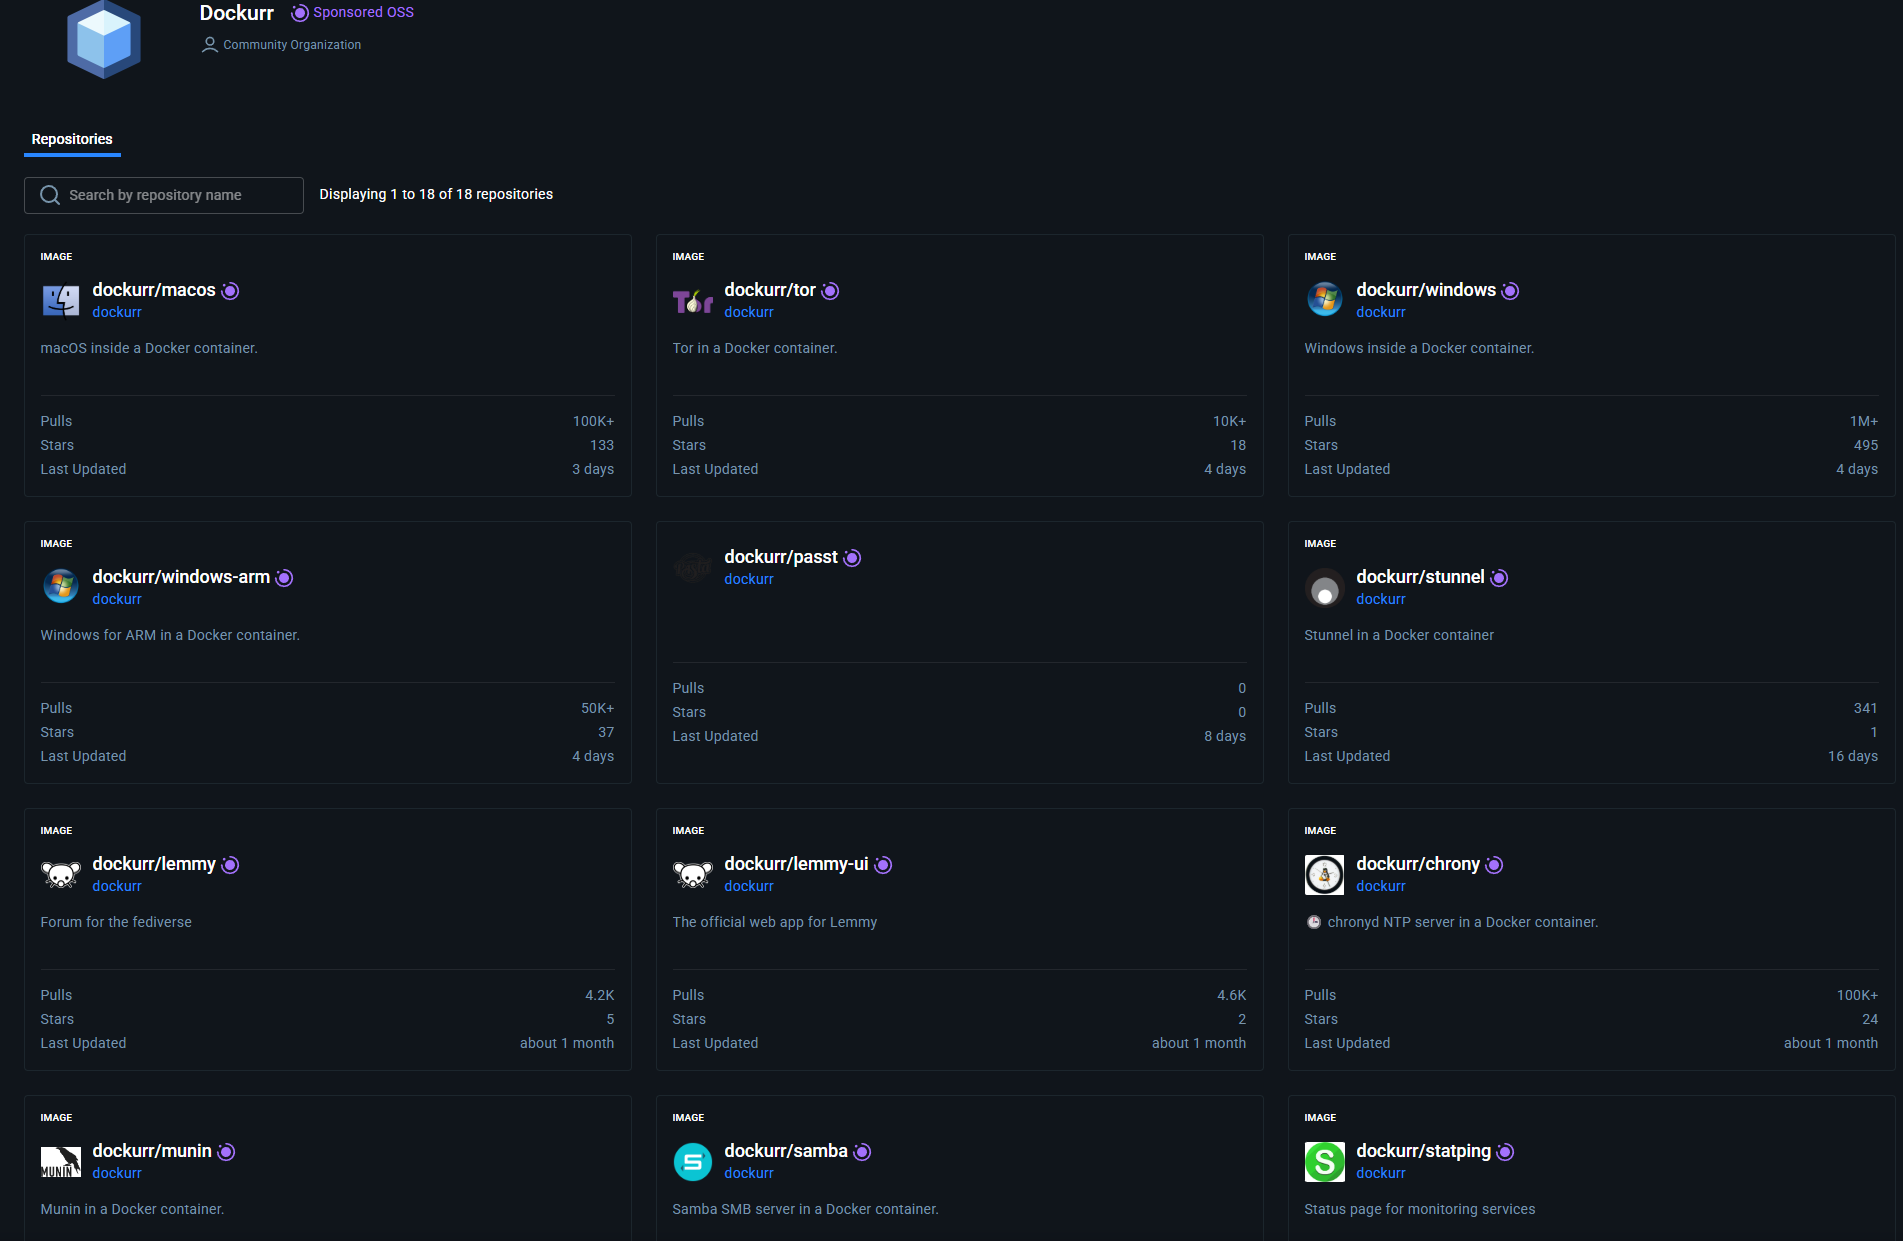 Dockurr Sponsored OSS
Community Organization
Repositories
Search by repository name
Displaying 1 to 18 of 18 repositories
IMAGE
dockurr/macos
dockurr
macOS inside a Docker container.
Pulls 100K+
Stars 133
Last Updated 3 days
IMAGE
Tor
dockurr/tor
dockurr
Tor in a Docker container.
Pulls 10K+
Stars 18
Last Updated 4 days
IMAGE
dockurr/windows
dockurr
Windows inside a Docker container.
Pulls 1M+
Stars 495
Last Updated 4 days
IMAGE
dockurr/windows-arm
dockurr
Windows for ARM in a Docker container.
Pulls 50K+
Stars 37
Last Updated 4 days
dockurr/passt
dockurr
Pulls 0
Stars 0
Last Updated 8 days
IMAGE
dockurr/stunnel
dockurr
Stunnel in a Docker container
Pulls 341
Stars 1
Last Updated 16 days
IMAGE
dockurr/lemmy
dockurr
Forum for the fediverse
Pulls 4.2K
Stars 5
Last Updated about 1 month
IMAGE
dockurr/lemmy-ui
dockurr
The official web app for Lemmy
Pulls 4.6K
Stars 2
Last Updated about 1 month
IMAGE
dockurr/chrony
dockurr
chronyd NTP server in a Docker container.
Pulls 100K+
Stars 24
Last Updated about 1 month
IMAGE
MUNIN
dockurr/munin
dockurr
Munin in a Docker container.
IMAGE
S
dockurr/samba
dockurr
Samba SMB server in a Docker container.
IMAGE
S
dockurr/statping
dockurr
Status page for monitoring services